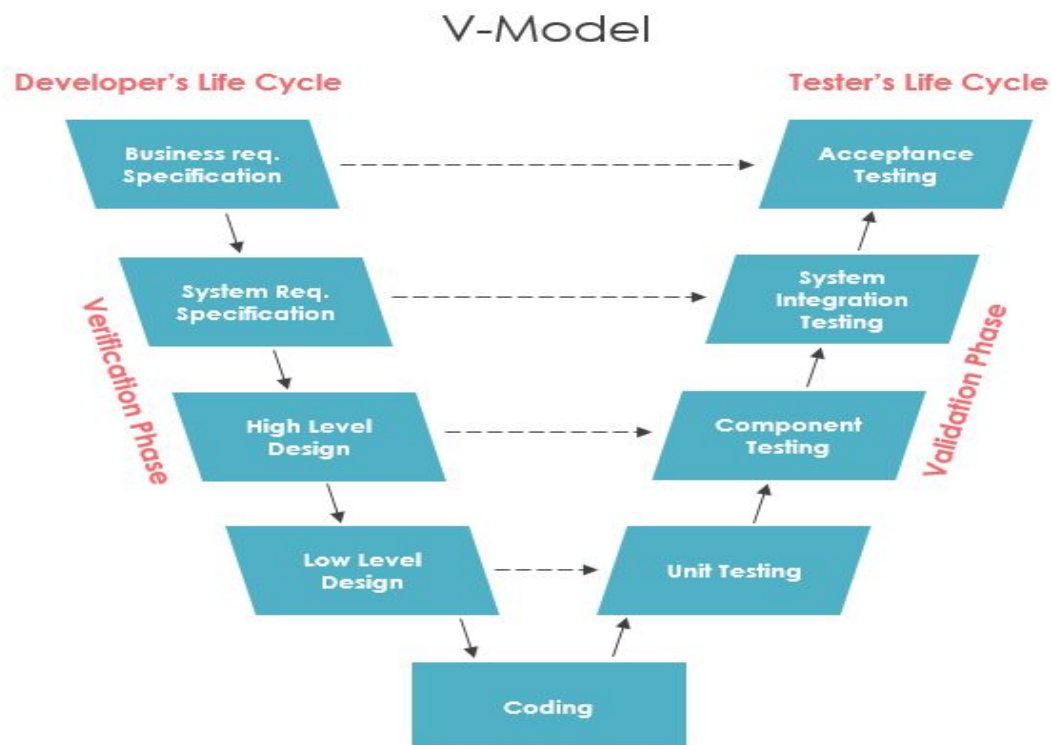 V-Model
Developer's Life Cycle
Tester's Life Cycle
Business req.
Specification
Acceptance
Testing
System Req.
Specification
System
Integration
Testing
Verification Phase
Validation Phase
High Level
Design
Component
Testing
Low Level
Design
Unit Testing
Coding